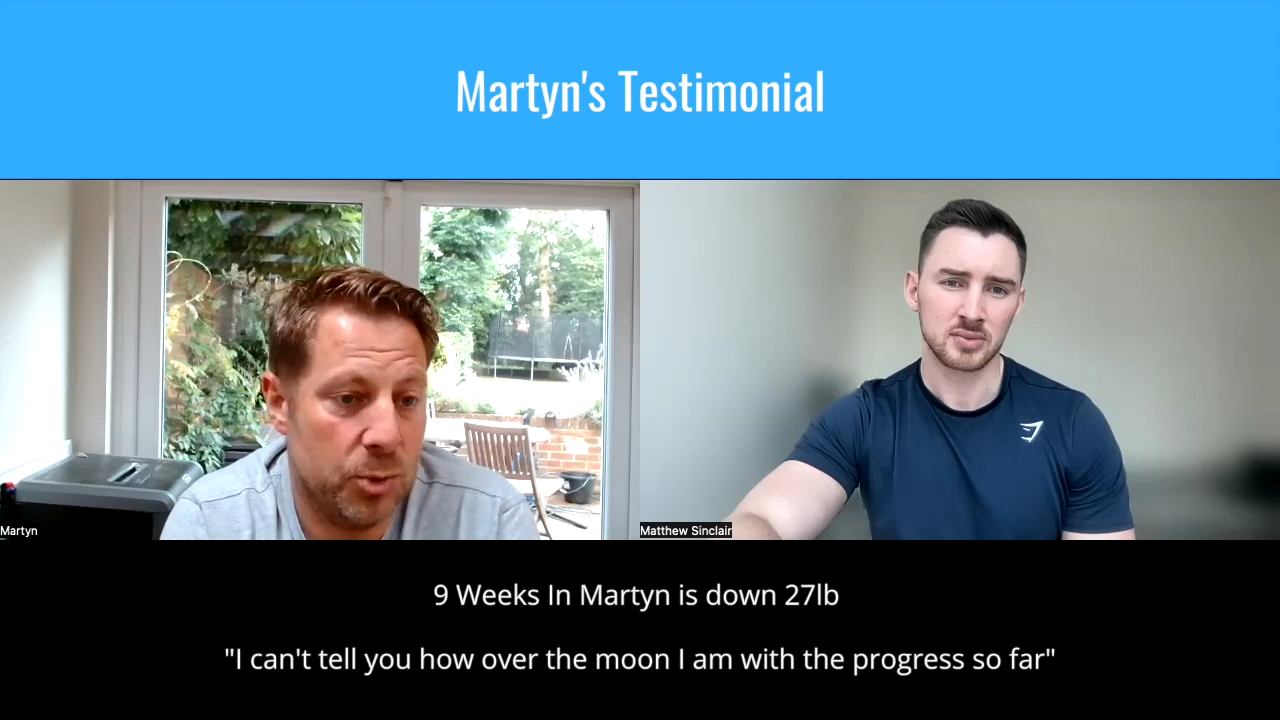 Martyn's Testimonial
Martyn
Matthew Sinclair
9 Weeks In Martyn is down 27lb
"I can't tell you how over the moon I am with the progress so far"